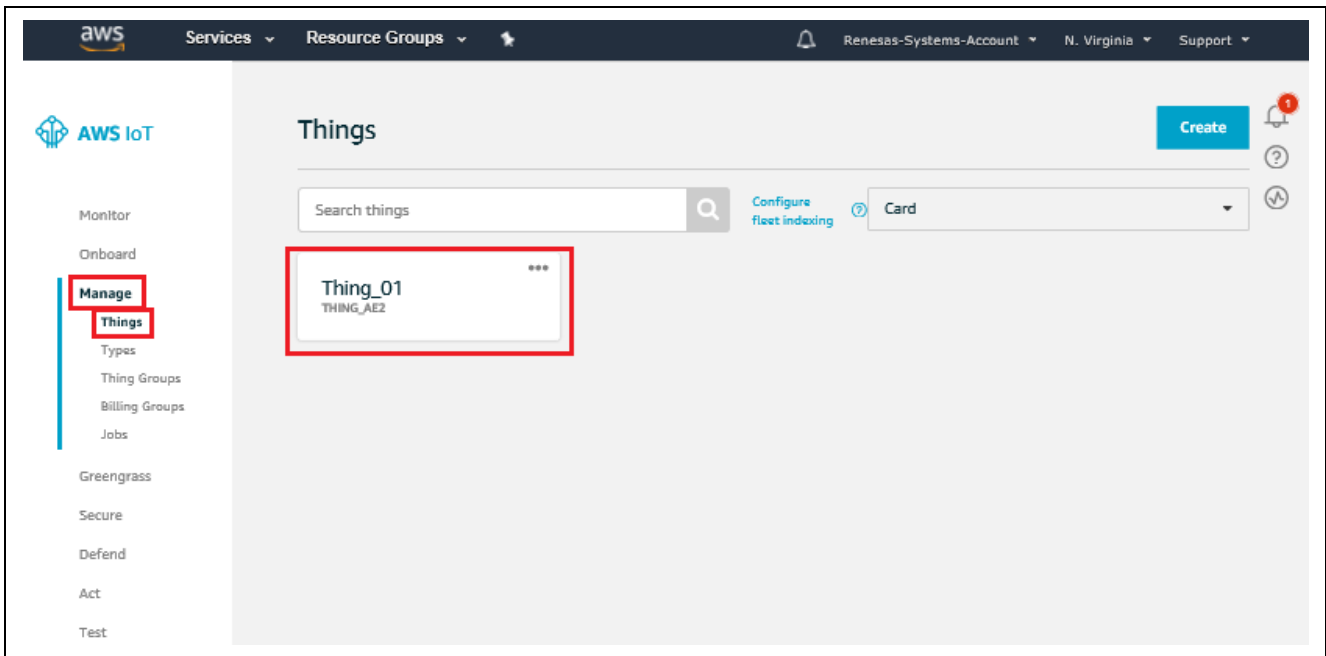 aws Services Resource Groups Renesas-Systems-Account N. Virginia Support
AWS IoT
Monitor
Onboard
Manage
Things
Types
Thing Groups
Billing Groups
Jobs
Greengrass
Secure
Defend
Act
Test
Things
Create
1
Search things
Configure
fleet indexing
?
Card
?
Thing_01
THING_AE2